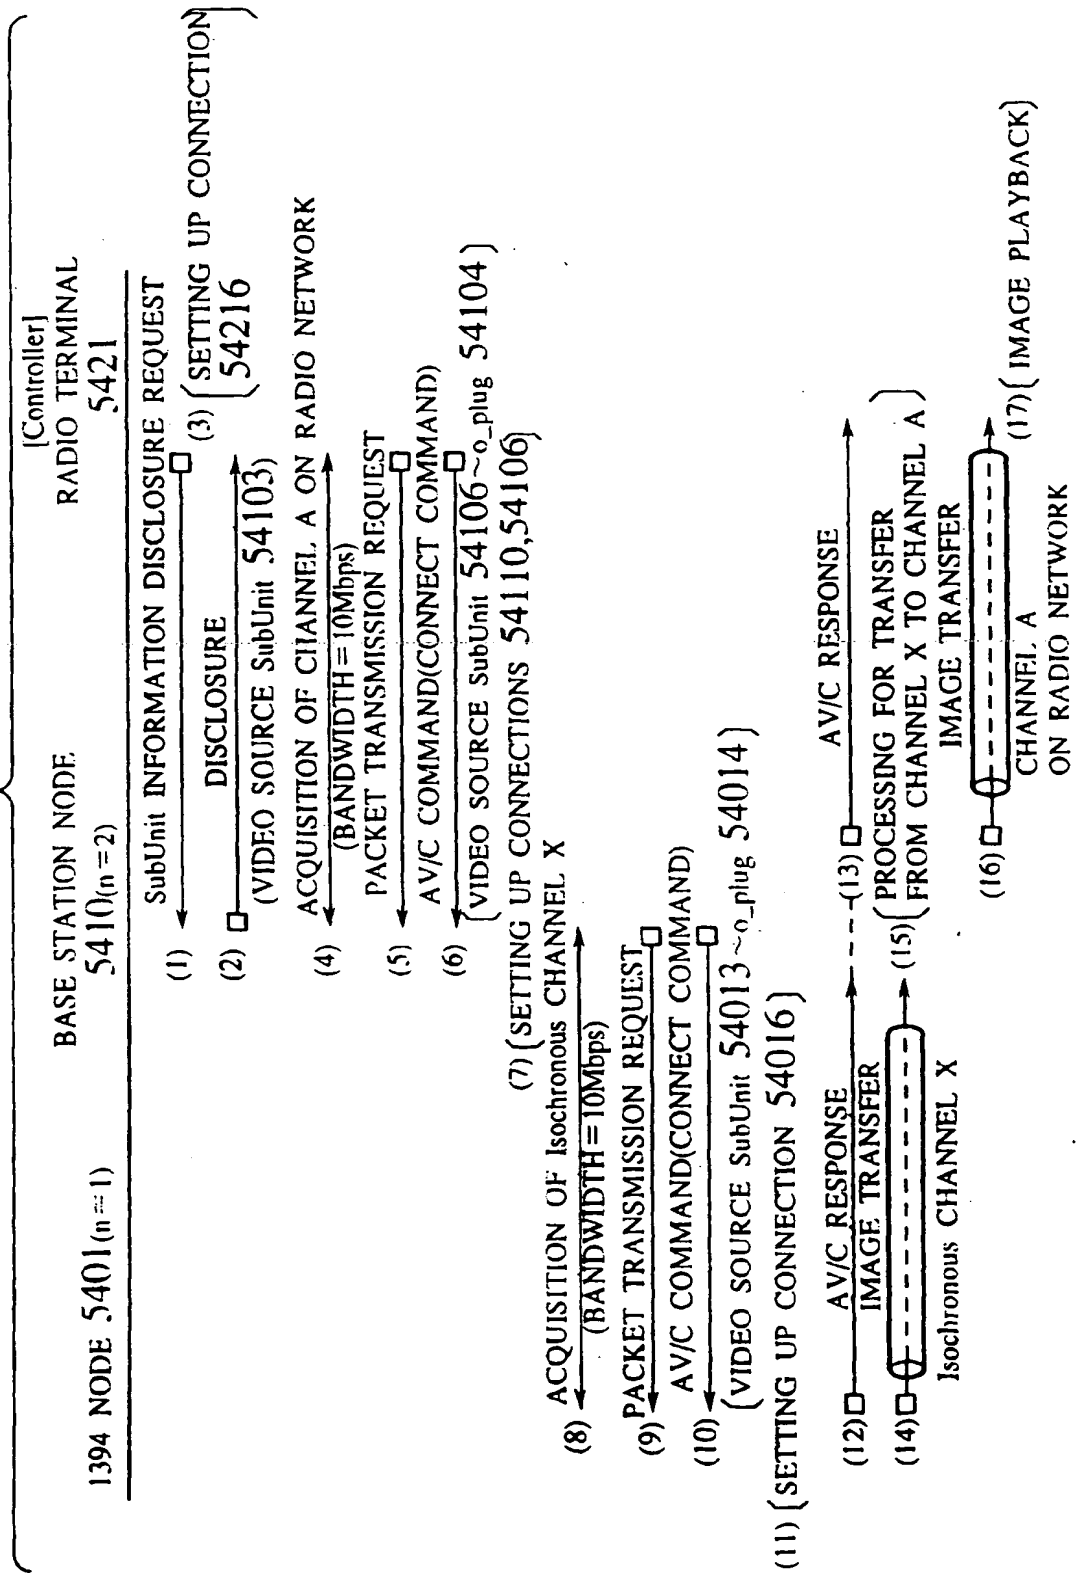 [Controller]
1394 NODE 5401(n=1)
BASE STATION NODE
5410(n=2)
RADIO TERMINAL
5421
SubUnit INFORMATION DISCLOSURE REQUEST
(1)
DISCLOSURE
(2)
(VIDEO SOURCE SubUnit 54103)
(3) SETTING UP CONNECTION
54216
ACQUISITION OF CHANNEL A ON RADIO NETWORK
(4)
(BANDWIDTH=10Mbps)
PACKET TRANSMISSION REQUEST
(5)
AV/C COMMAND(CONNECT COMMAND)
(6)
VIDEO SOURCE SubUnit 54106~o_plug 54104
(7) SETTING UP CONNECTIONS 54110,54106
ACQUISITION OF Isochronous CHANNEL X
(8)
(BANDWIDTH=10Mbps)
PACKET TRANSMISSION REQUEST
(9)
AV/C COMMAND(CONNECT COMMAND)
(10)
VIDEO SOURCE SubUnit 54013~o_plug 54014
(11) SETTING UP CONNECTION 54016
AV/C RESPONSE
(12)
AV/C RESPONSE
(13)
IMAGE TRANSFER
(14)
Isochronous CHANNEL X
(15) PROCESSING FOR TRANSFER
FROM CHANNEL X TO CHANNEL A
IMAGE TRANSFER
(16)
CHANNEL A
ON RADIO NETWORK
(17) IMAGE PLAYBACK